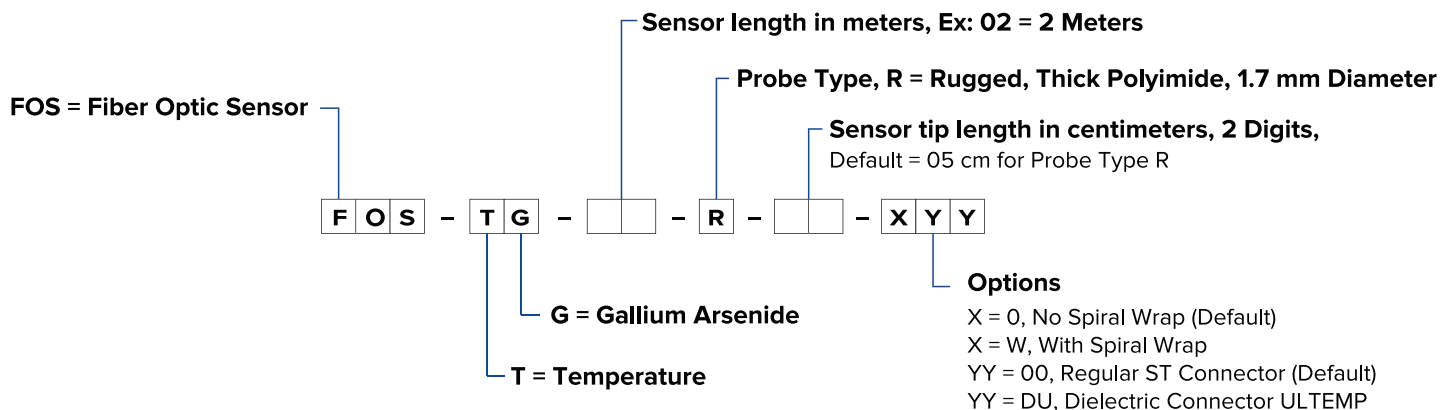 Sensor length in meters, Ex: 02 = 2 Meters
Probe Type, R = Rugged, Thick Polyimide, 1.7 mm Diameter
FOS = Fiber Optic Sensor
Sensor tip length in centimeters, 2 Digits,
Default = 05 cm for Probe Type R
F O S – T G – – R – – X Y Y
Options
X = 0, No Spiral Wrap (Default)
X = W, With Spiral Wrap
YY = 00, Regular ST Connector (Default)
YY = DU, Dielectric Connector ULTEMP
G = Gallium Arsenide
T = Temperature